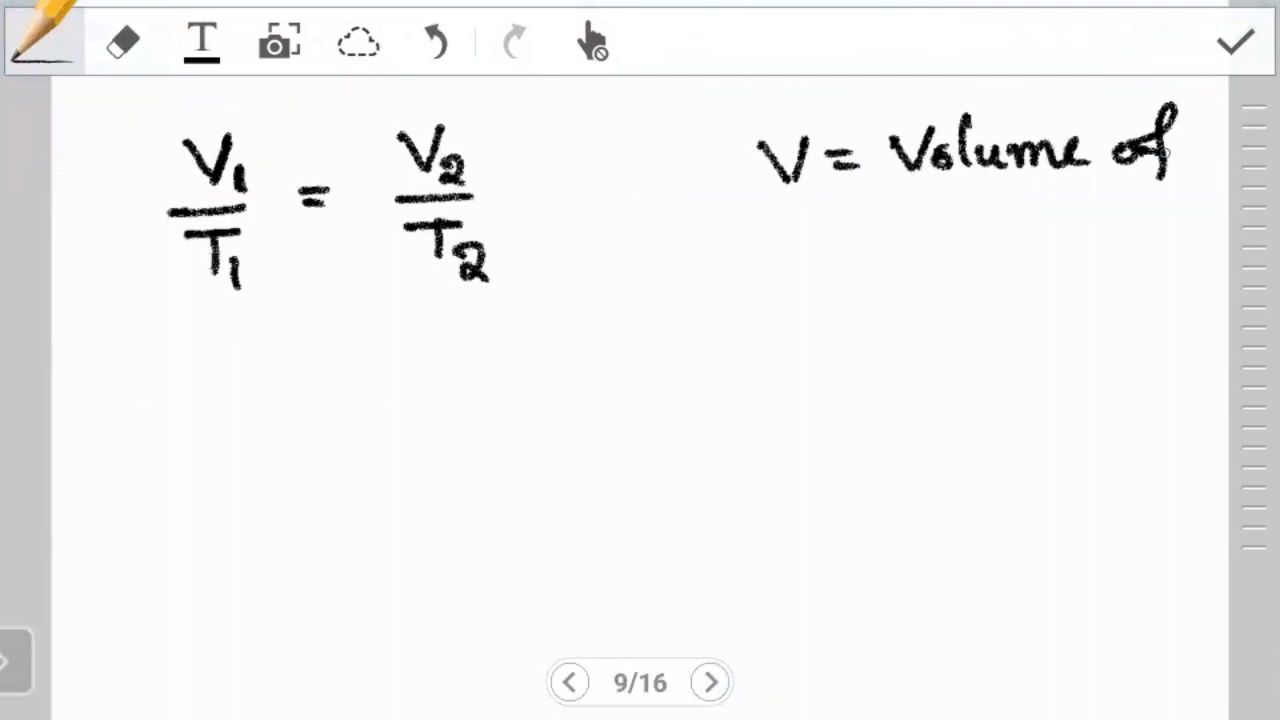 T
V₁/T₁ = V₂/T₂
V = Volume of
9/16